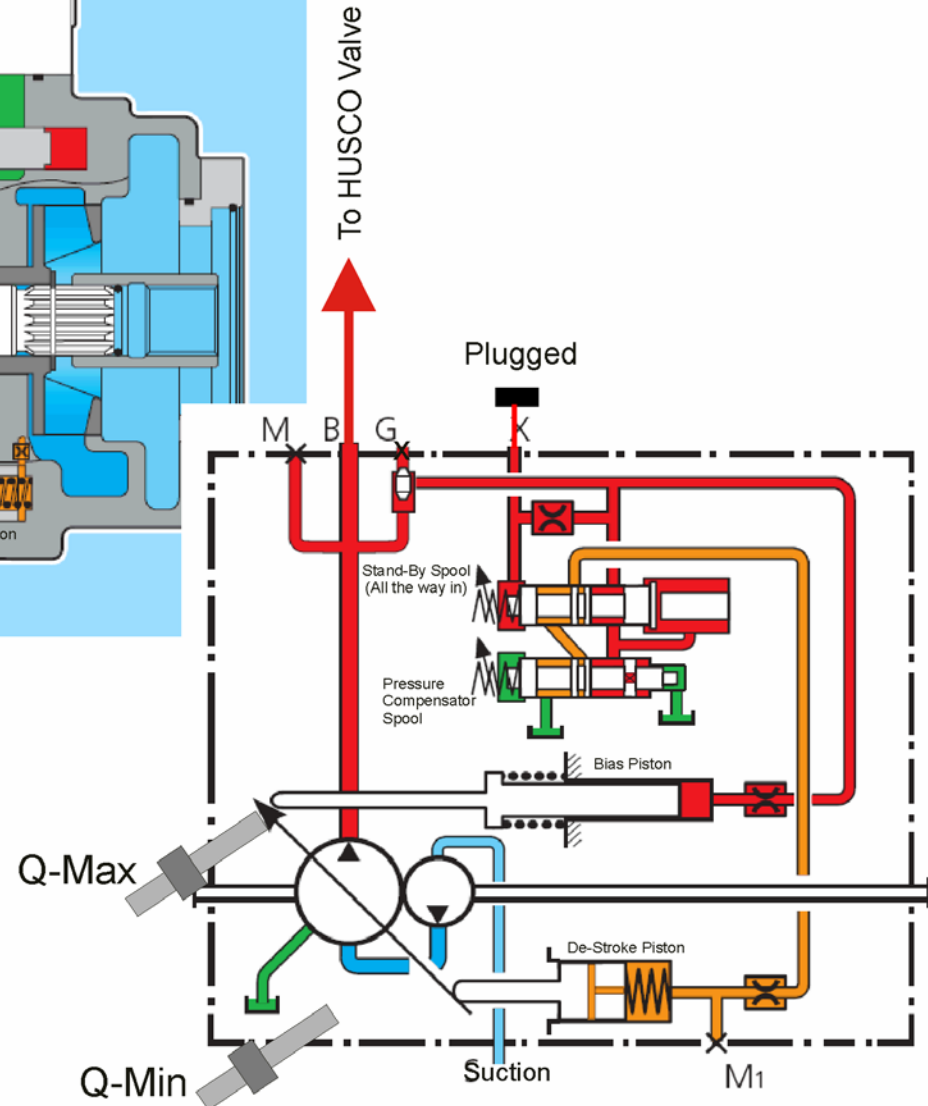 To HUSCO Valve
Plugged
M B G X
Stand-By Spool
(All the way in)
Pressure
Compensator
Spool
on
Bias Piston
Q-Max
De-Stroke Piston
Suction
Q-Min
M1